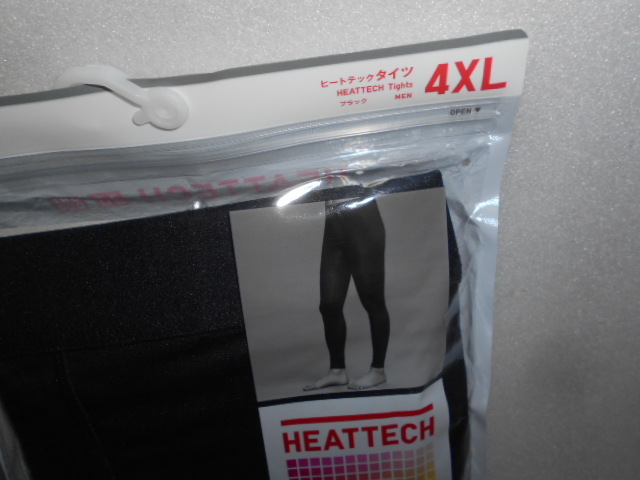 ヒートテックタイツ
HEATTECH Tights
ブラック MEN
4XL
OPEN ▼
HEATTECH
HEATTECH